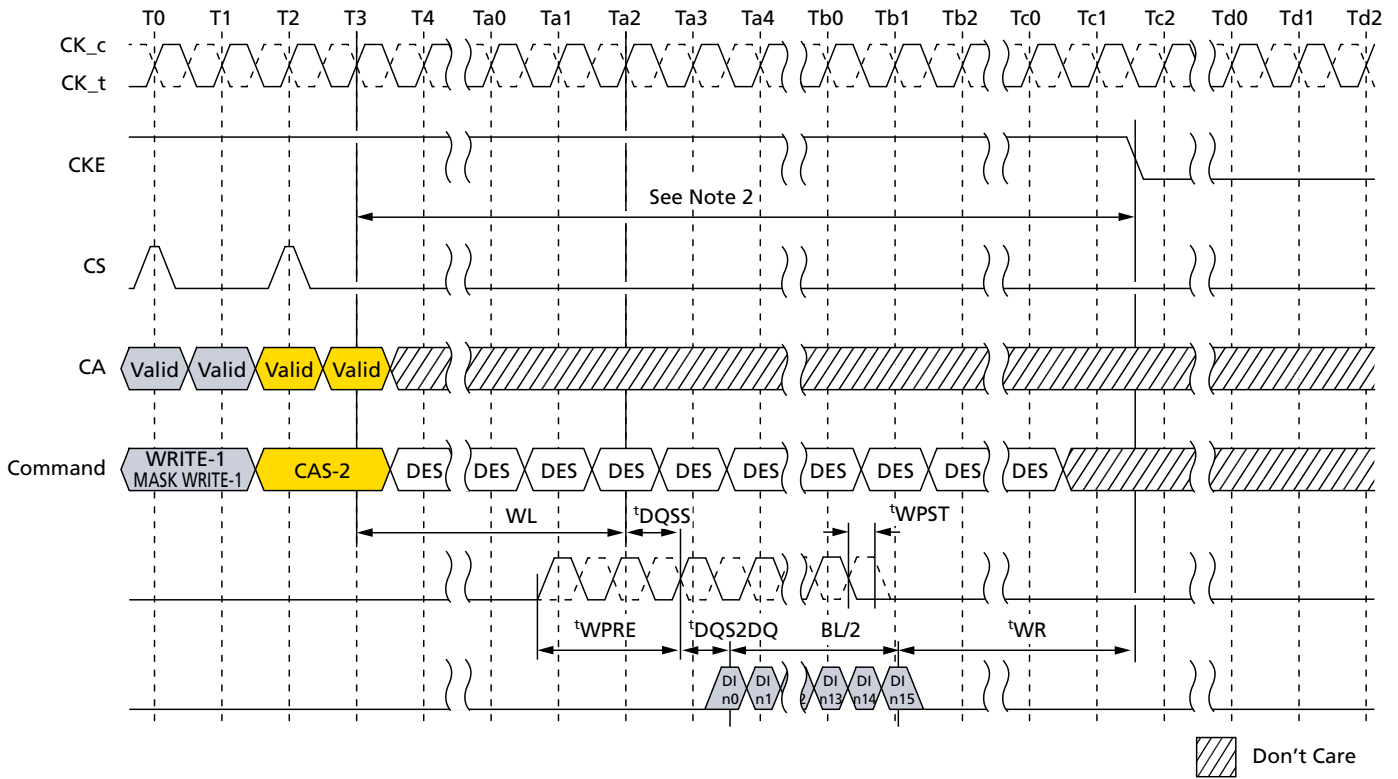 T0 T1 T2 T3 T4 Ta0 Ta1 Ta2 Ta3 Ta4 Tb0 Tb1 Tb2 Tc0 Tc1 Tc2 Td0 Td1 Td2
CK_c
CK_t
CKE
See Note 2
CS
CA Valid Valid Valid Valid
Command WRITE-1 MASK WRITE-1 CAS-2 DES DES DES DES DES DES DES DES DES DES
WL tDQSS tWPST
tWPRE tDQS2DQ BL/2 tWR
DI n0 DI n1 2 DI n13 DI n14 DI n15
Don't Care